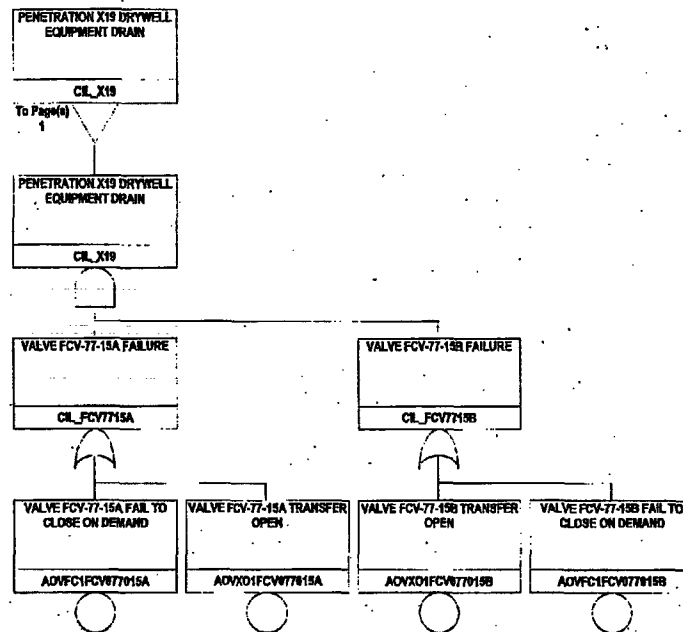 PENETRATION X19 DRYWELL
EQUIPMENT DRAIN
CIL_X19
To Page(s)
1
PENETRATION X19 DRYWELL
EQUIPMENT DRAIN
CIL_X19
VALVE FCV-77-15A FAILURE
VALVE FCV-77-15B FAILURE
CIL_FCV7715A
CIL_FCV7715B
VALVE FCV-77-15A FAIL TO
CLOSE ON DEMAND
VALVE FCV-77-15A TRANSFER
OPEN
VALVE FCV-77-15B TRANSFER
OPEN
VALVE FCV-77-15B FAIL TO
CLOSE ON DEMAND
AOVFC1FCV077015A
AOVXO1FCV077015A
AOVXO1FCV077015B
AOVFC1FCV077015B